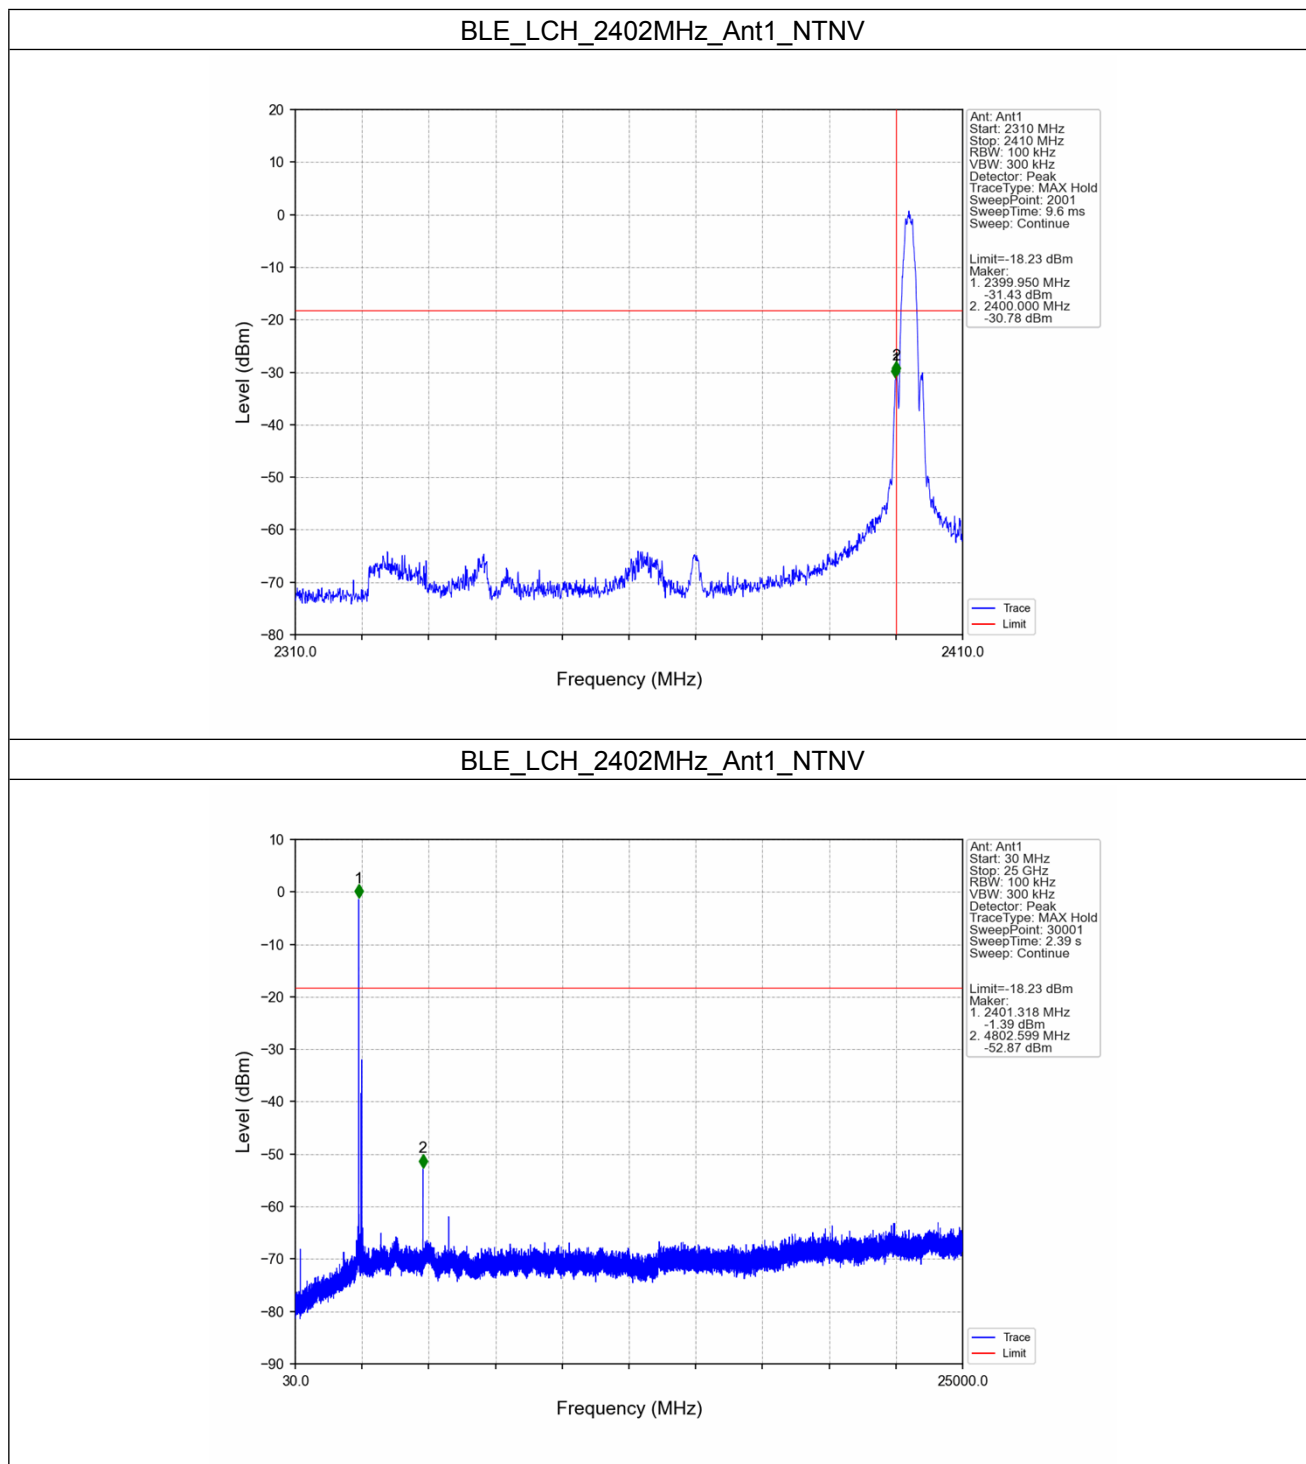 BLE_LCH_2402MHz_Ant1_NTNV
20
10
0
−10
−20
−30
−40
−50
−60
−70
−80
Level (dBm)
2310.0
2410.0
Frequency (MHz)
2
Ant: Ant1
Start: 2310 MHz
Stop: 2410 MHz
RBW: 100 kHz
VBW: 300 kHz
Detector: Peak
TraceType: MAX Hold
SweepPoint: 2001
SweepTime: 9.6 ms
Sweep: Continue
Limit=-18.23 dBm
Maker:
1. 2399.950 MHz
-31.43 dBm
2. 2400.000 MHz
-30.78 dBm
Trace
Limit
BLE_LCH_2402MHz_Ant1_NTNV
10
0
−10
−20
−30
−40
−50
−60
−70
−80
−90
Level (dBm)
30.0
25000.0
Frequency (MHz)
1
2
Ant: Ant1
Start: 30 MHz
Stop: 25 GHz
RBW: 100 kHz
VBW: 300 kHz
Detector: Peak
TraceType: MAX Hold
SweepPoint: 30001
SweepTime: 2.39 s
Sweep: Continue
Limit=-18.23 dBm
Maker:
1. 2401.318 MHz
-1.39 dBm
2. 4802.599 MHz
-52.87 dBm
Trace
Limit